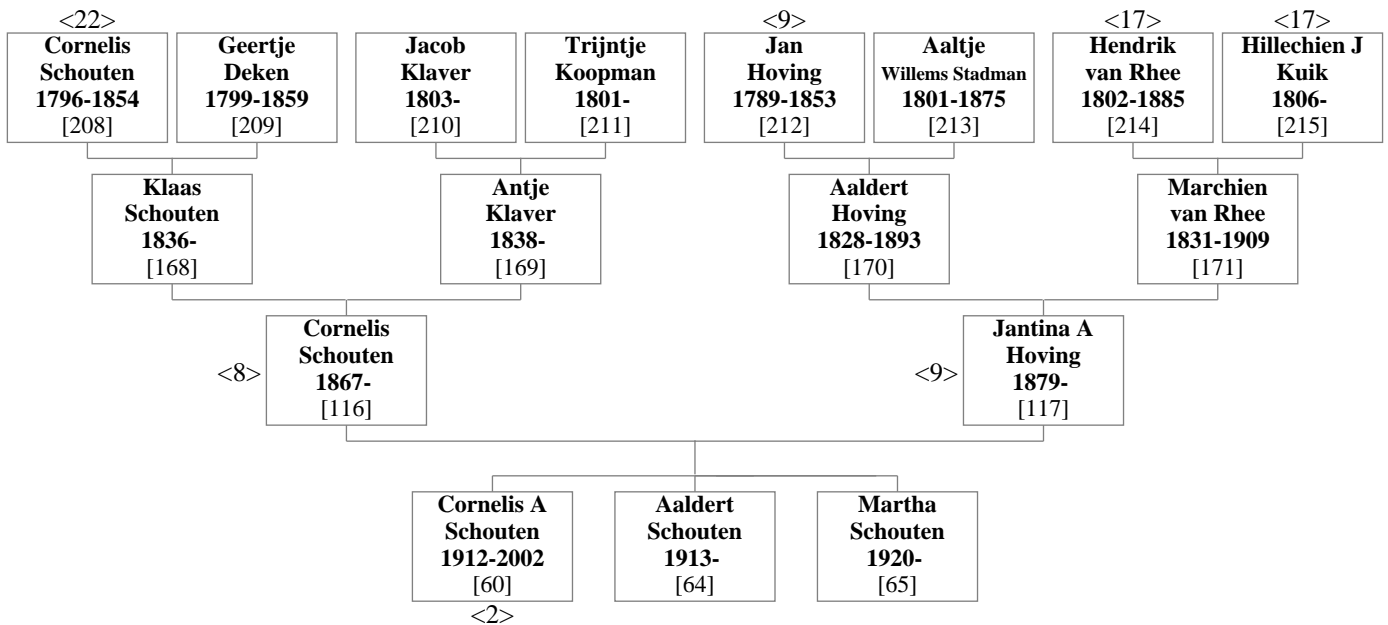 <22>
Cornelis
Schouten
1796-1854
[208]
Geertje
Deken
1799-1859
[209]
Jacob
Klaver
1803-
[210]
Trijntje
Koopman
1801-
[211]
<9>
Jan
Hoving
1789-1853
[212]
Aaltje
Willems Stadman
1801-1875
[213]
<17>
Hendrik
van Rhee
1802-1885
[214]
<17>
Hillechien J
Kuik
1806-
[215]
Klaas
Schouten
1836-
[168]
Antje
Klaver
1838-
[169]
Aaldert
Hoving
1828-1893
[170]
Marchien
van Rhee
1831-1909
[171]
<8>
Cornelis
Schouten
1867-
[116]
<9>
Jantina A
Hoving
1879-
[117]
Cornelis A
Schouten
1912-2002
[60]
<2>
Aaldert
Schouten
1913-
[64]
Martha
Schouten
1920-
[65]